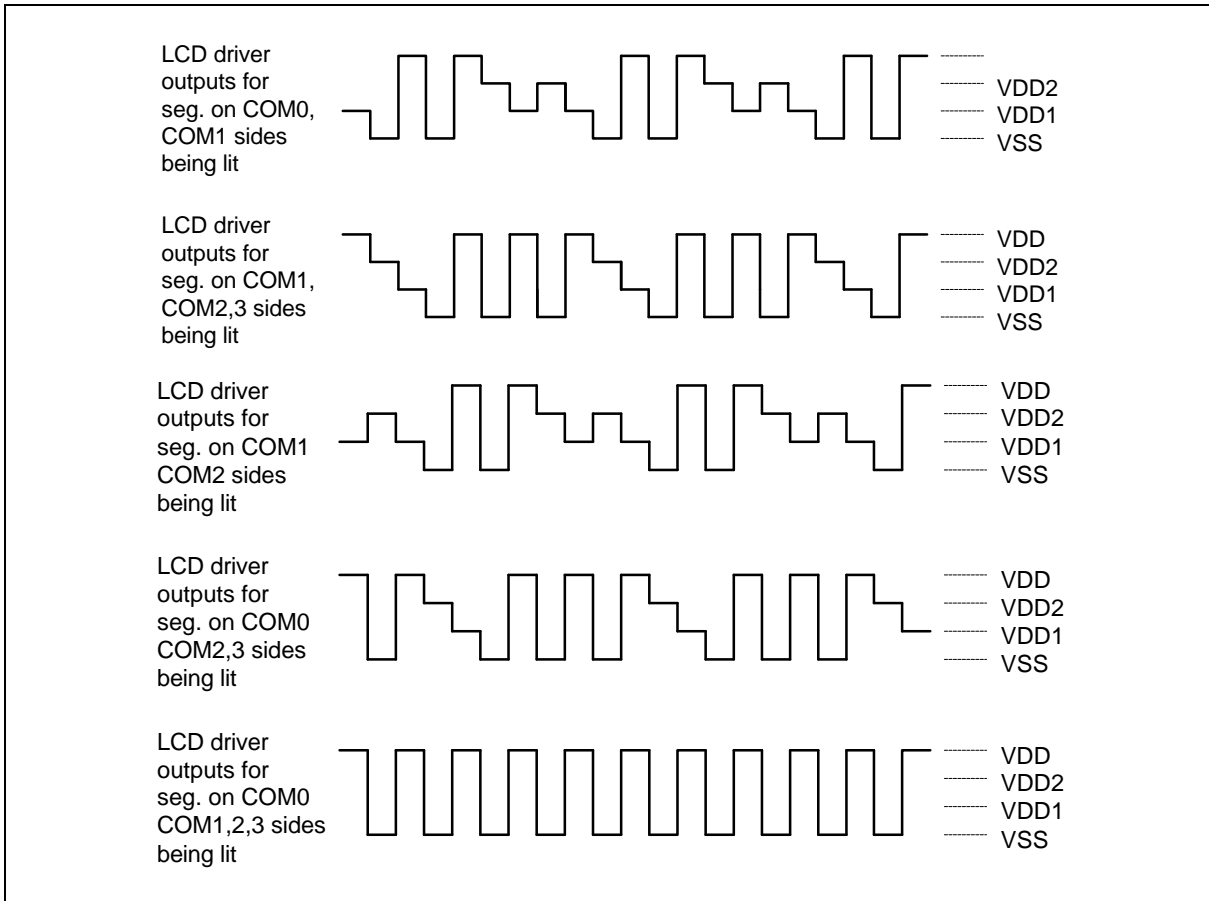 LCD driver
outputs for
seg. on COM0,
COM1 sides
being lit
VDD2
VDD1
VSS
LCD driver
outputs for
seg. on COM1,
COM2,3 sides
being lit
VDD
VDD2
VDD1
VSS
LCD driver
outputs for
seg. on COM1
COM2 sides
being lit
VDD
VDD2
VDD1
VSS
LCD driver
outputs for
seg. on COM0
COM2,3 sides
being lit
VDD
VDD2
VDD1
VSS
LCD driver
outputs for
seg. on COM0
COM1,2,3 sides
being lit
VDD
VDD2
VDD1
VSS